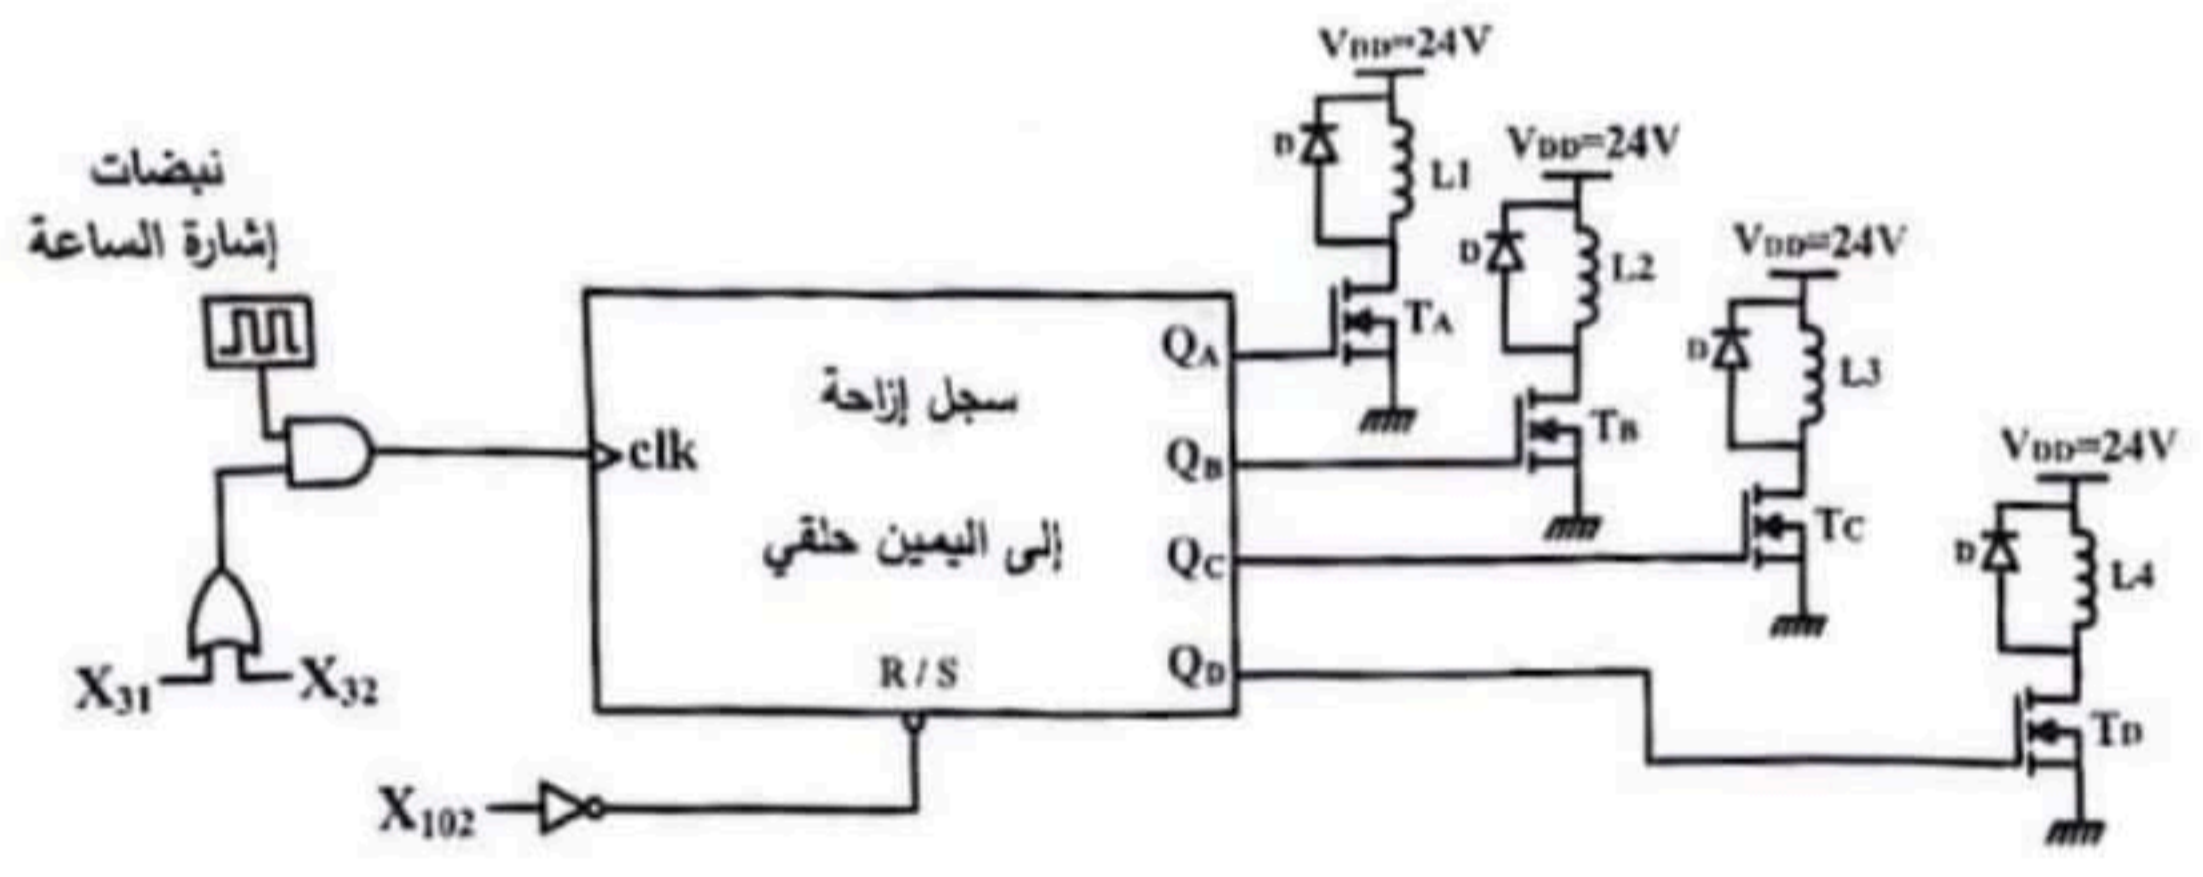 نبضات
إشارة الساعة
clk
سجل إزاحة
إلى اليمين حلقي
R / S
QA
QB
QC
QD
X31
X32
X102
VDD=24V
D
L1
TA
VDD=24V
D
L2
TB
VDD=24V
D
L3
TC
VDD=24V
D
L4
TD